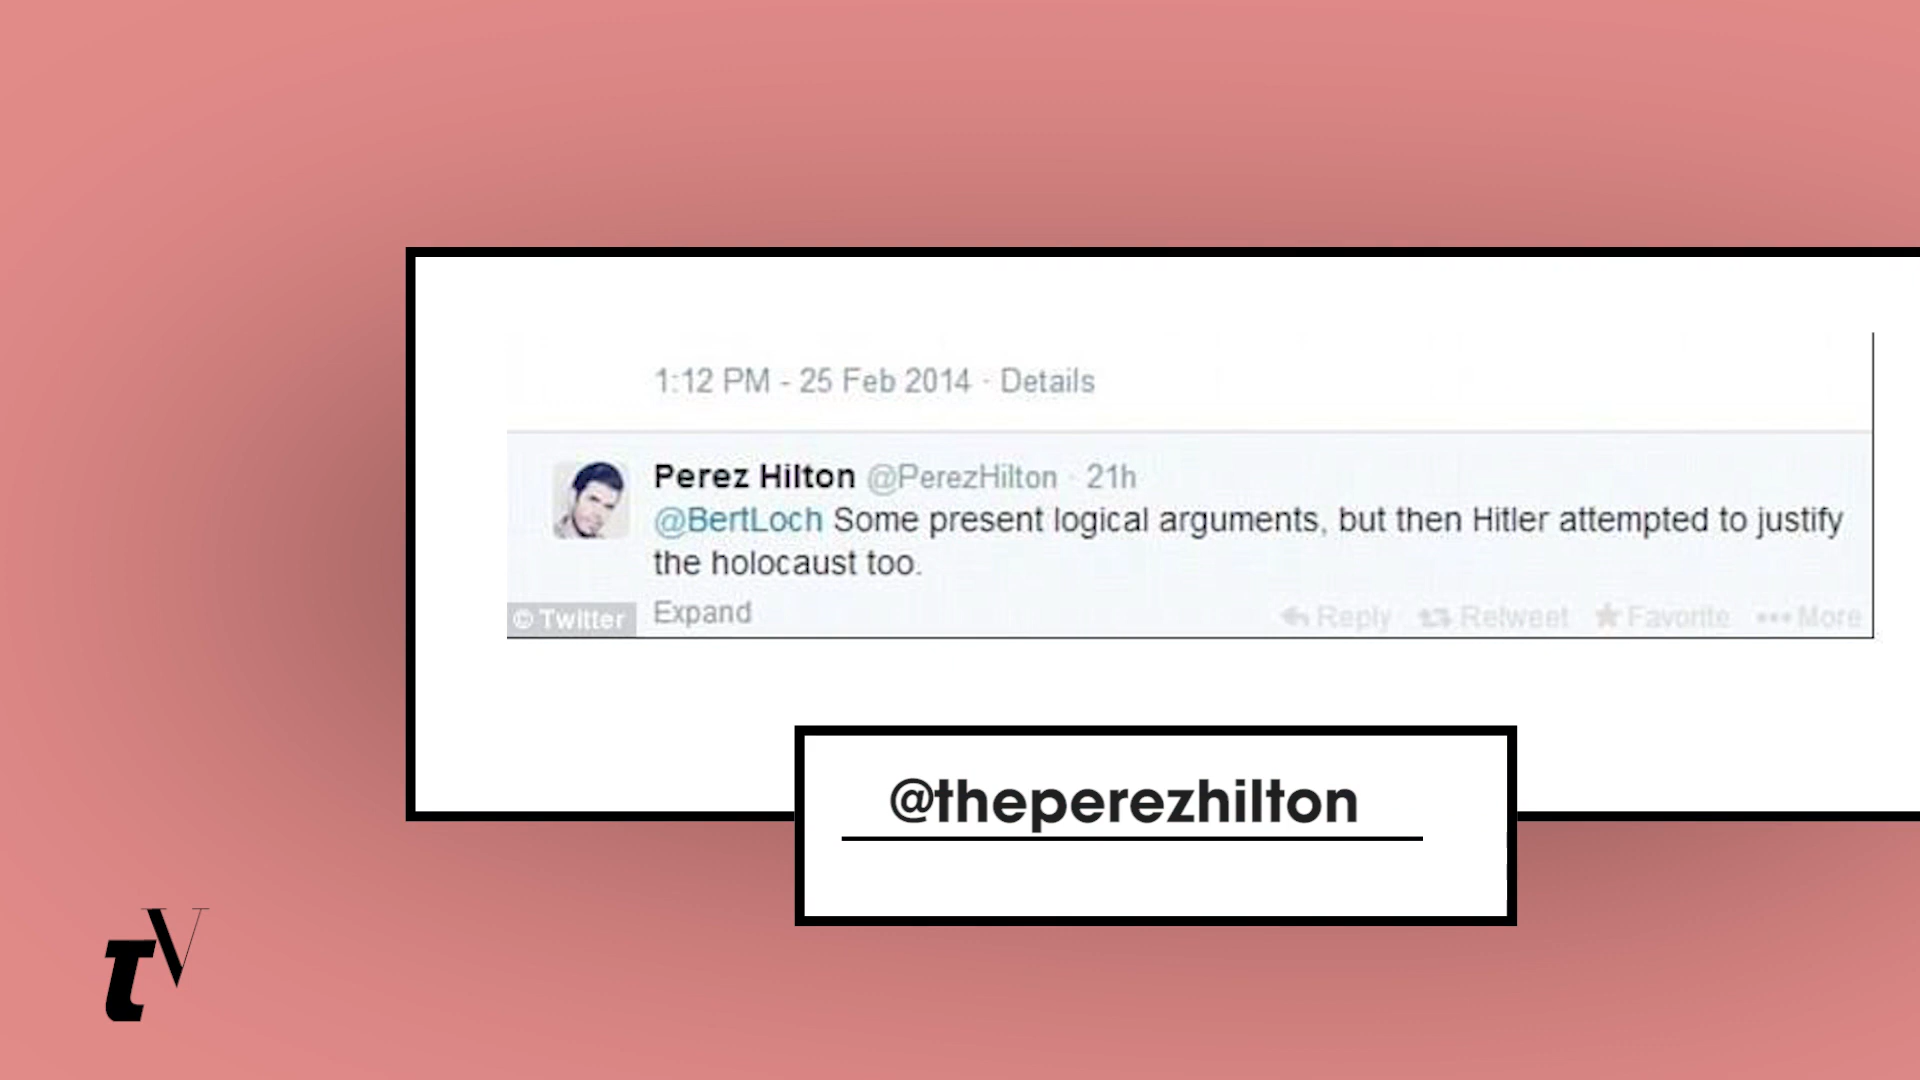 1:12 PM - 25 Feb 2014 · Details
Perez Hilton @PerezHilton · 21h
@BertLoch Some present logical arguments, but then Hitler attempted to justify
the holocaust too.
© Twitter Expand Reply Retweet Favorite ••• More
@theperezhilton
tV